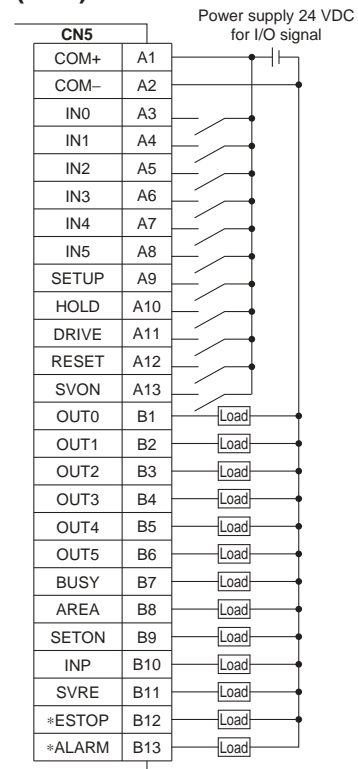 Power supply 24 VDC
for I/O signal
CN5
COM+ A1
COM− A2
IN0 A3
IN1 A4
IN2 A5
IN3 A6
IN4 A7
IN5 A8
SETUP A9
HOLD A10
DRIVE A11
RESET A12
SVON A13
OUT0 B1 Load
OUT1 B2 Load
OUT2 B3 Load
OUT3 B4 Load
OUT4 B5 Load
OUT5 B6 Load
BUSY B7 Load
AREA B8 Load
SETON B9 Load
INP B10 Load
SVRE B11 Load
∗ESTOP B12 Load
∗ALARM B13 Load